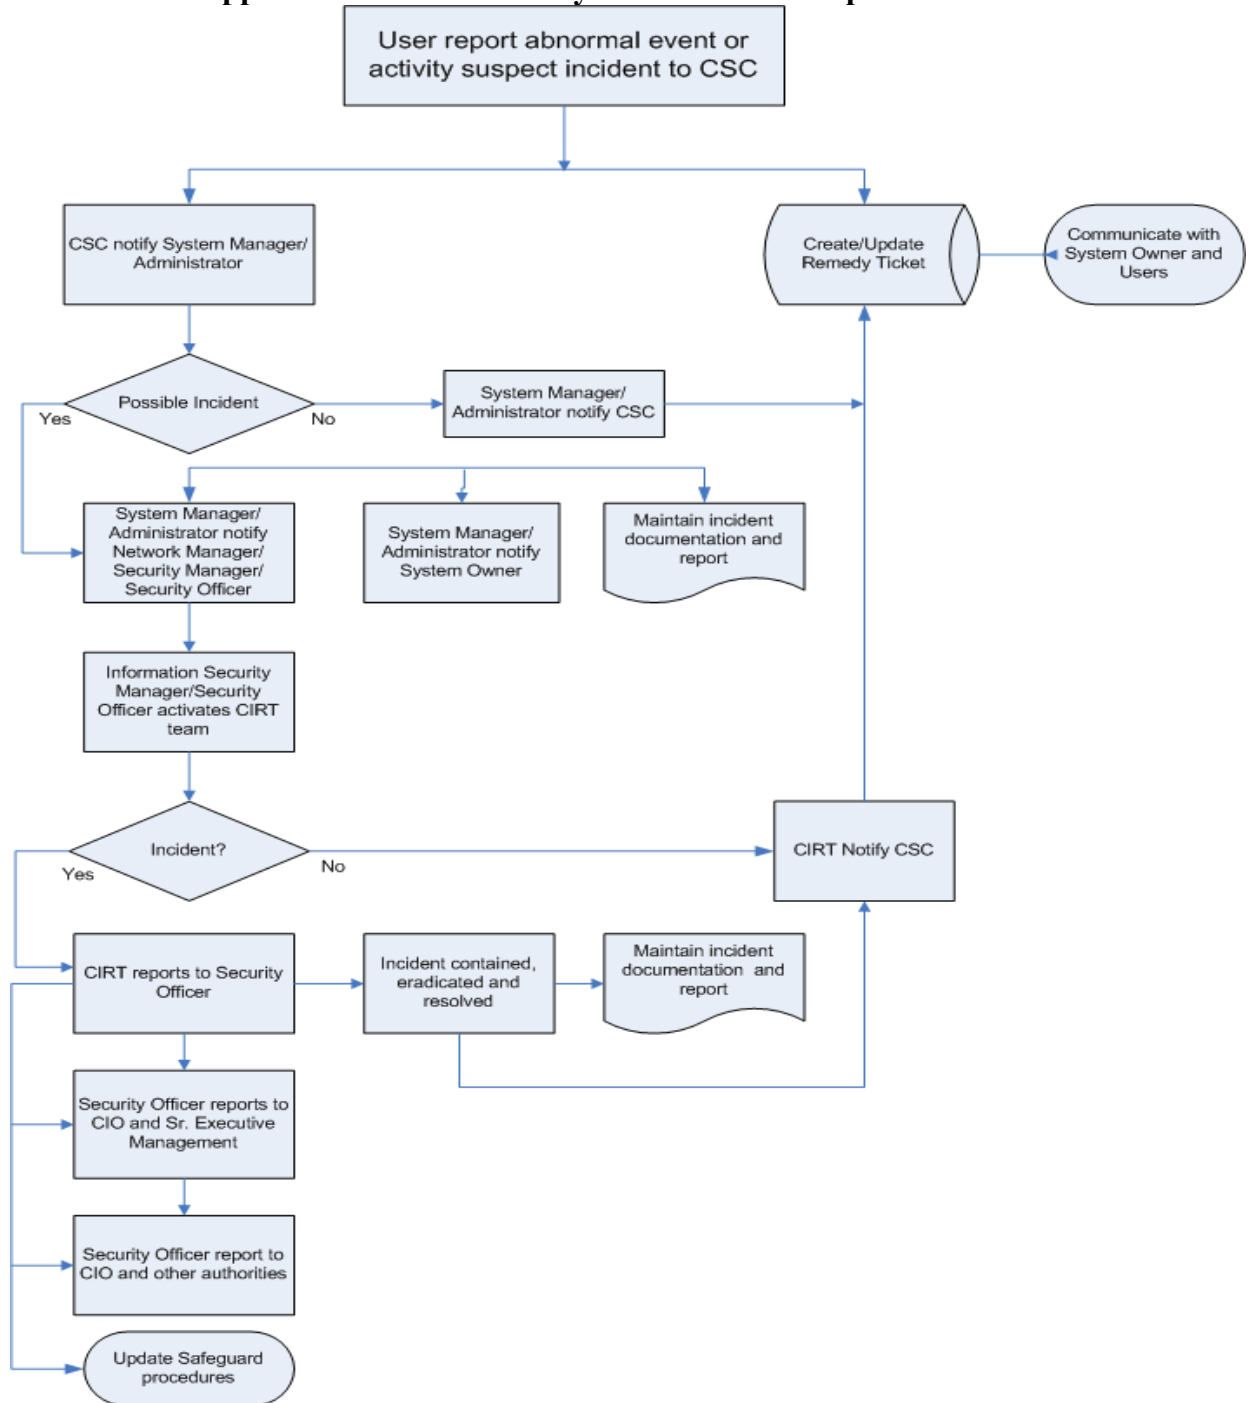 User report abnormal event or
activity suspect incident to CSC
CSC notify System Manager/
Administrator
Create/Update
Remedy Ticket
Communicate with
System Owner and
Users
Possible Incident
Yes
No
System Manager/
Administrator notify CSC
System Manager/
Administrator notify
Network Manager/
Security Manager/
Security Officer
System Manager/
Administrator notify
System Owner
Maintain incident
documentation and
report
Information Security
Manager/Security
Officer activates CIRT
team
Incident?
Yes
No
CIRT Notify CSC
CIRT reports to Security
Officer
Incident contained,
eradicated and
resolved
Maintain incident
documentation and
report
Security Officer reports to
CIO and Sr. Executive
Management
Security Officer report to
CIO and other authorities
Update Safeguard
procedures